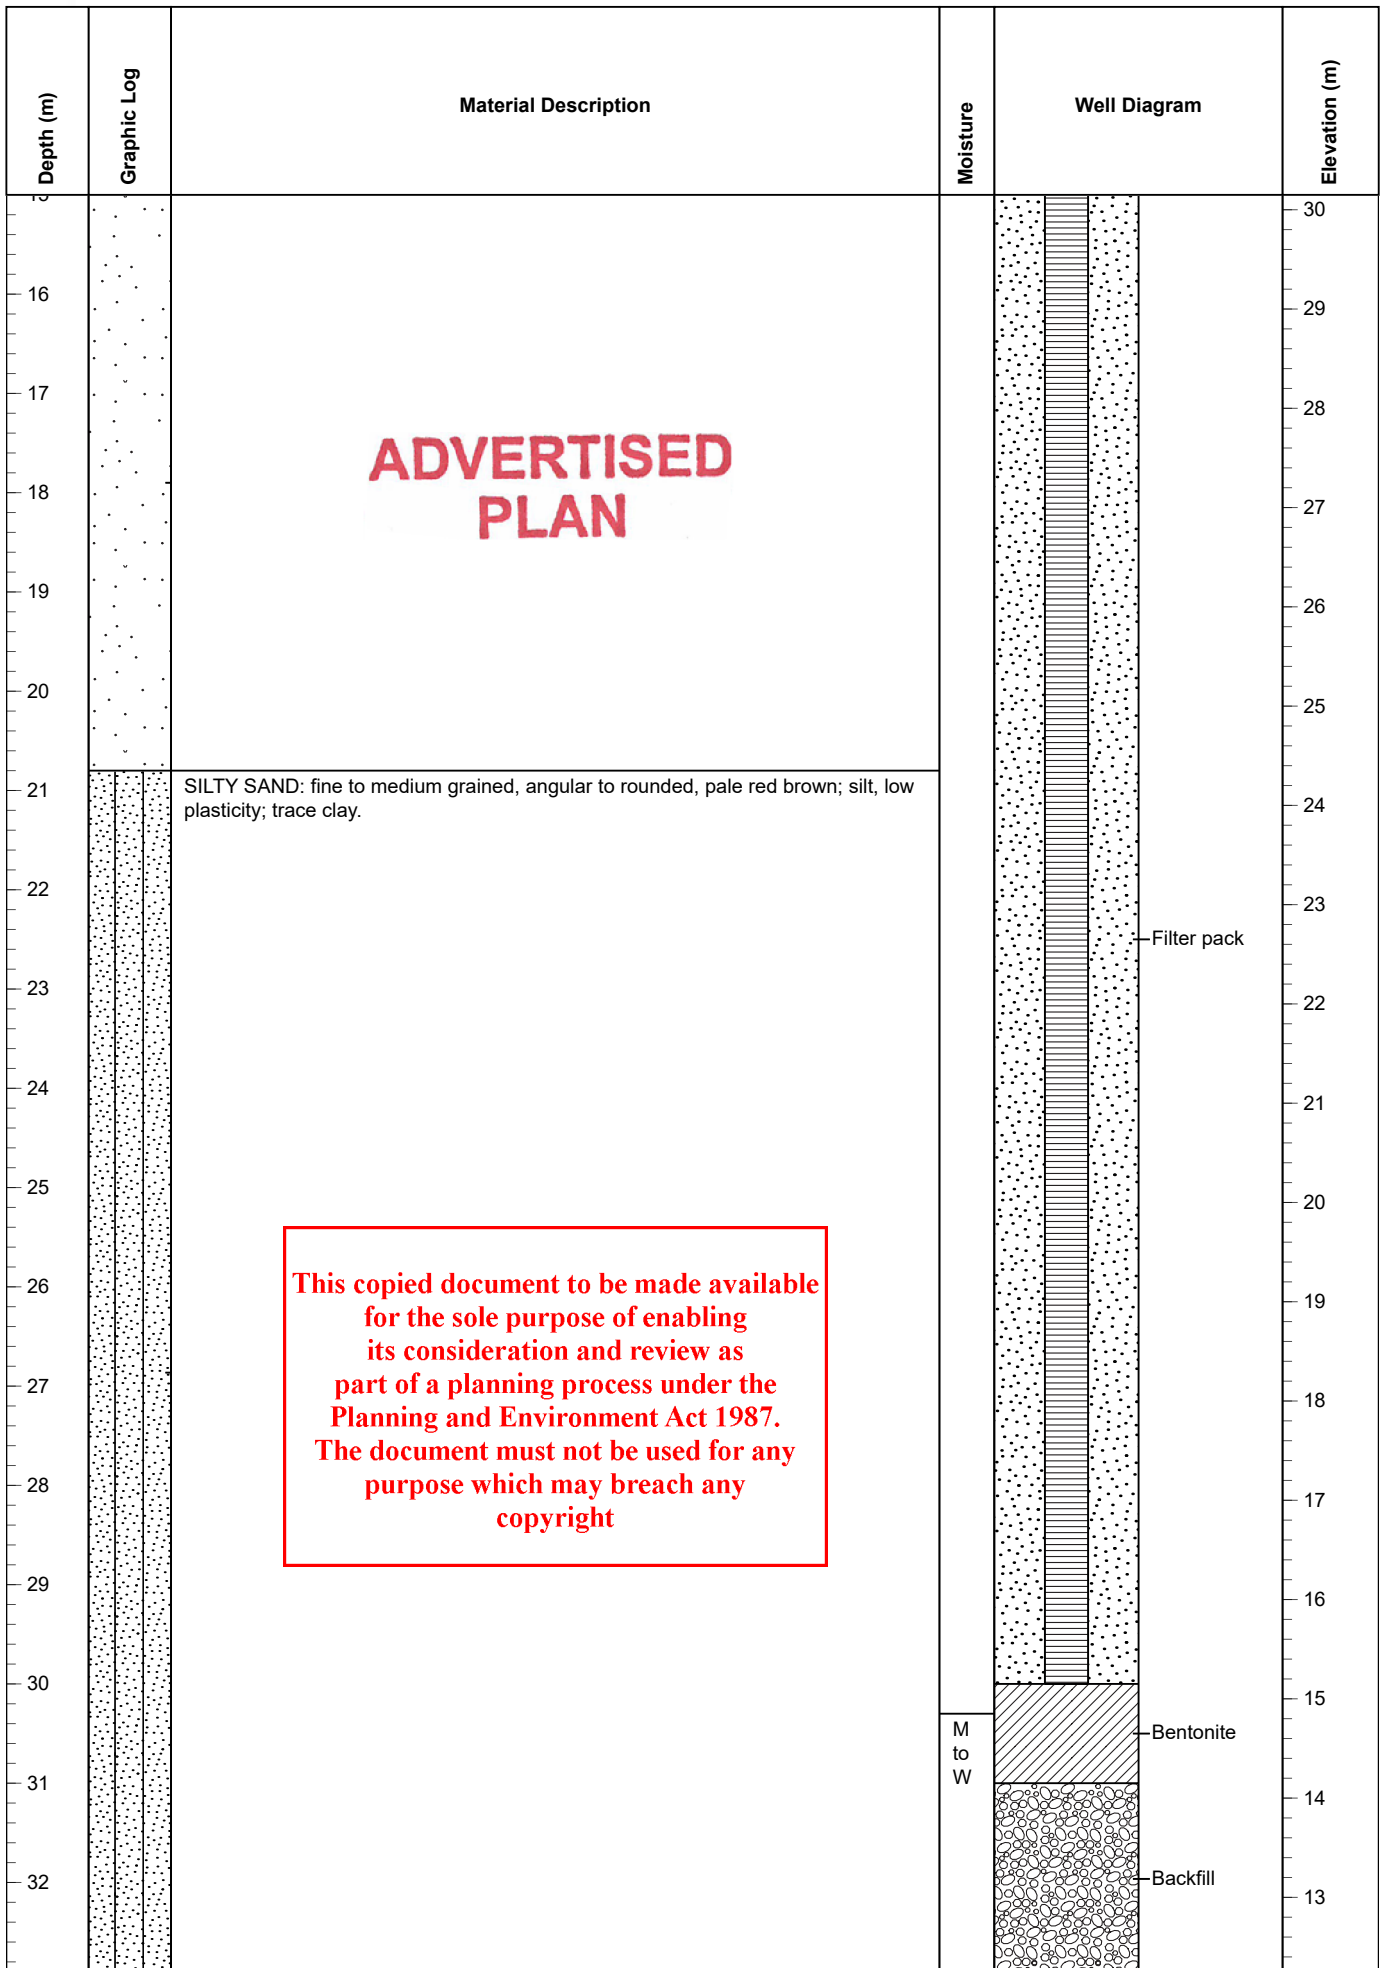 Depth (m)
Graphic Log
Material Description
Moisture
Well Diagram
Elevation (m)
15
16
17
18
19
20
21
22
23
24
25
26
27
28
29
30
31
32
ADVERTISED
PLAN
SILTY SAND: fine to medium grained, angular to rounded, pale red brown; silt, low
plasticity; trace clay.
This copied document to be made available
for the sole purpose of enabling
its consideration and review as
part of a planning process under the
Planning and Environment Act 1987.
The document must not be used for any
purpose which may breach any
copyright
M
to
W
Filter pack
Bentonite
Backfill
30
29
28
27
26
25
24
23
22
21
20
19
18
17
16
15
14
13